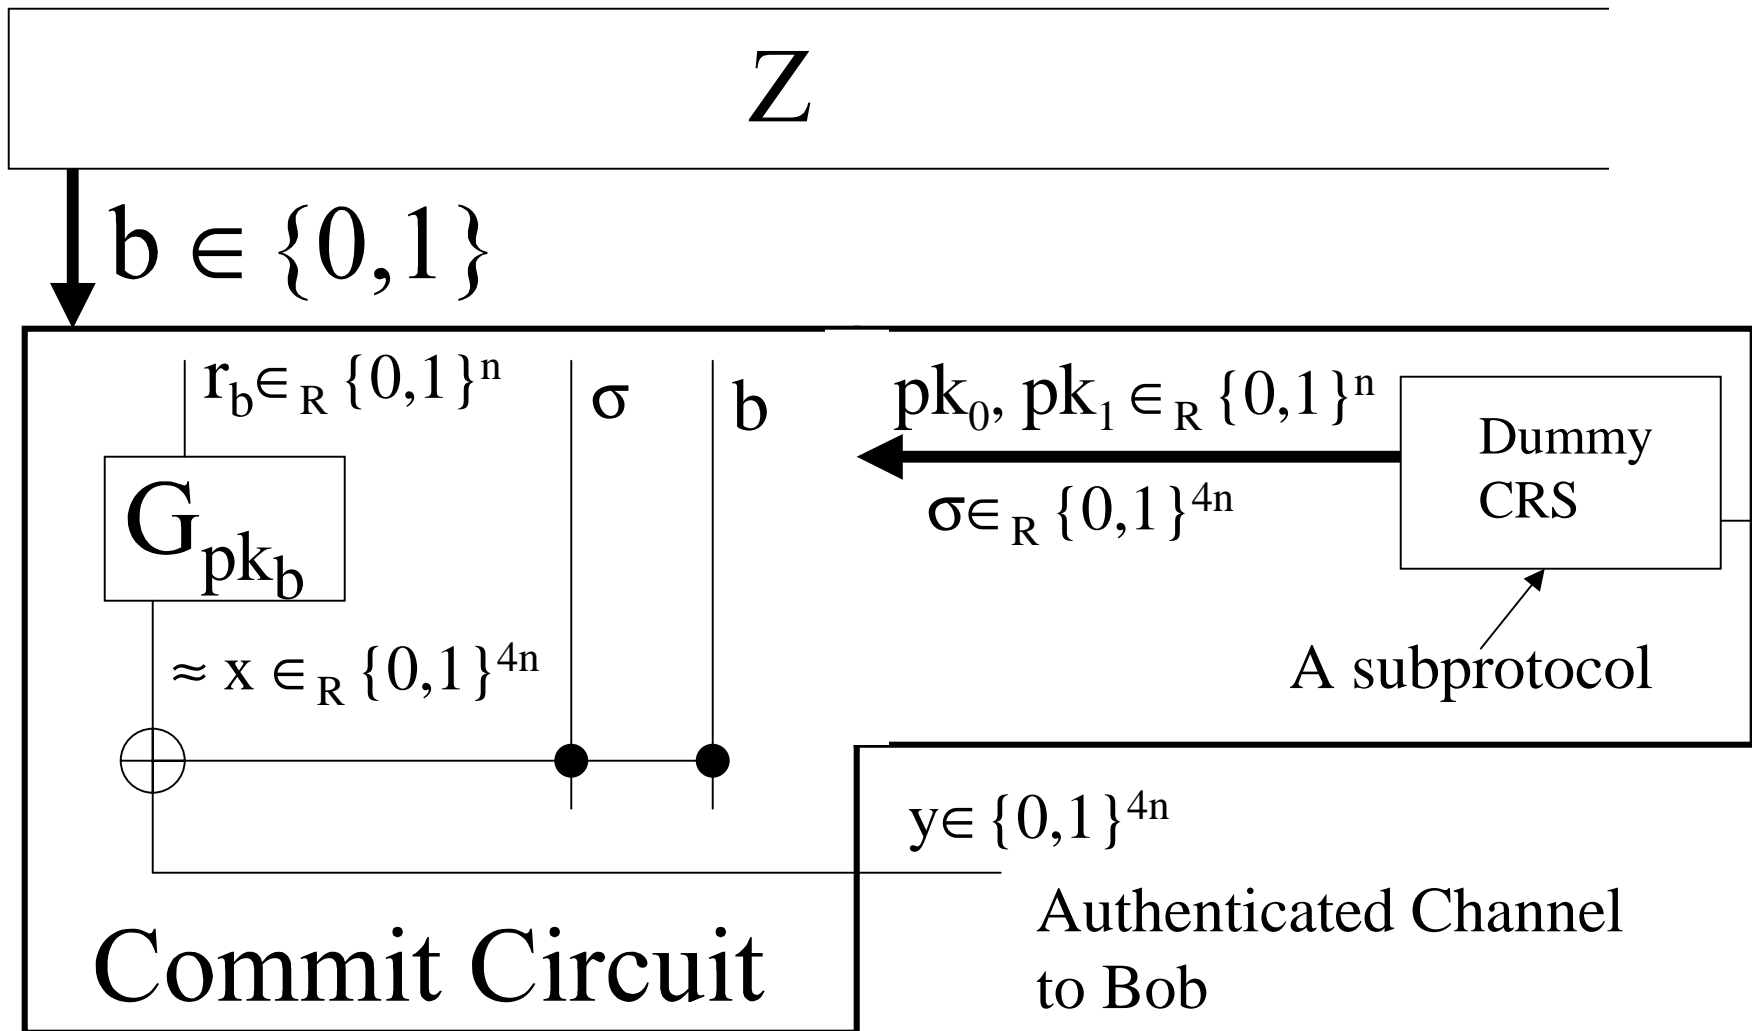 Z
b ∈ {0,1}
r_b∈_R {0,1}^n
σ
b
pk_0, pk_1 ∈_R {0,1}^n
σ∈_R {0,1}^4n
Dummy
CRS
G_pk_b
≈ x ∈_R {0,1}^4n
A subprotocol
y∈ {0,1}^4n
Authenticated Channel
to Bob
Commit Circuit